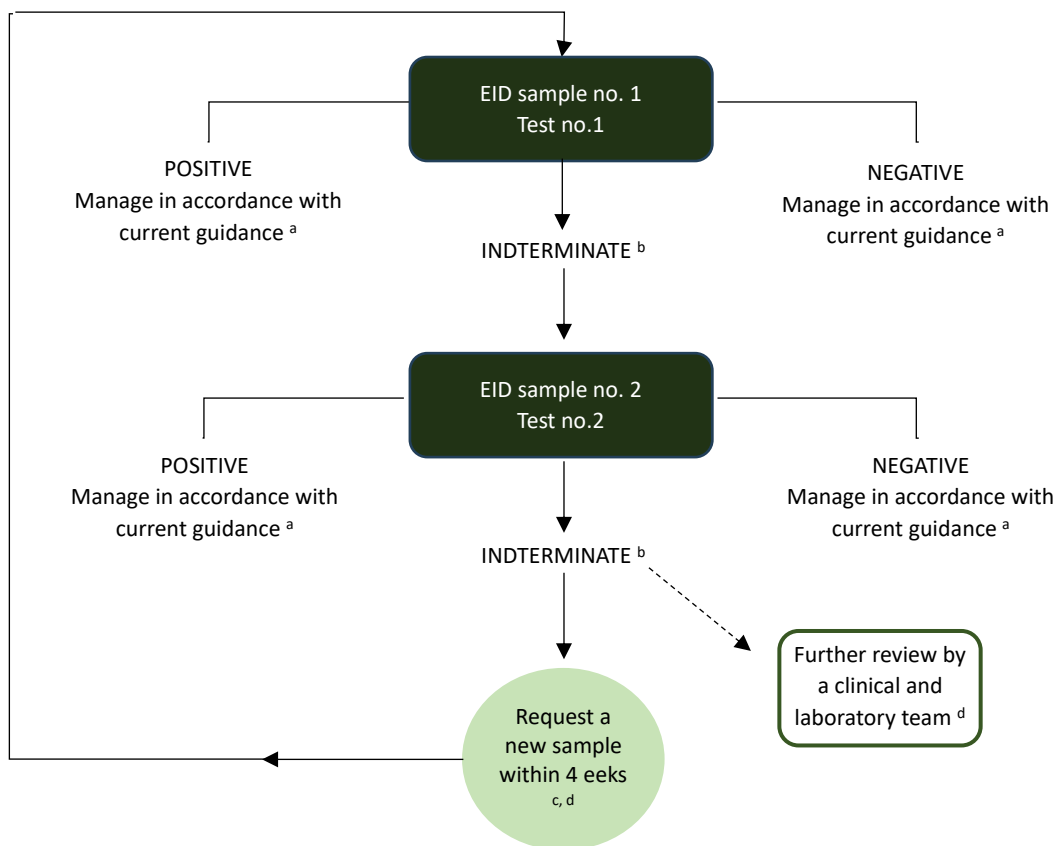 EID sample no. 1
Test no.1
POSITIVE
Manage in accordance with
current guidance a
NEGATIVE
Manage in accordance with
current guidance a
INDTERMINATE b
EID sample no. 2
Test no.2
POSITIVE
Manage in accordance with
current guidance a
NEGATIVE
Manage in accordance with
current guidance a
INDTERMINATE b
Further review by
a clinical and
laboratory team d
Request a
new sample
within 4 eeks
c, d